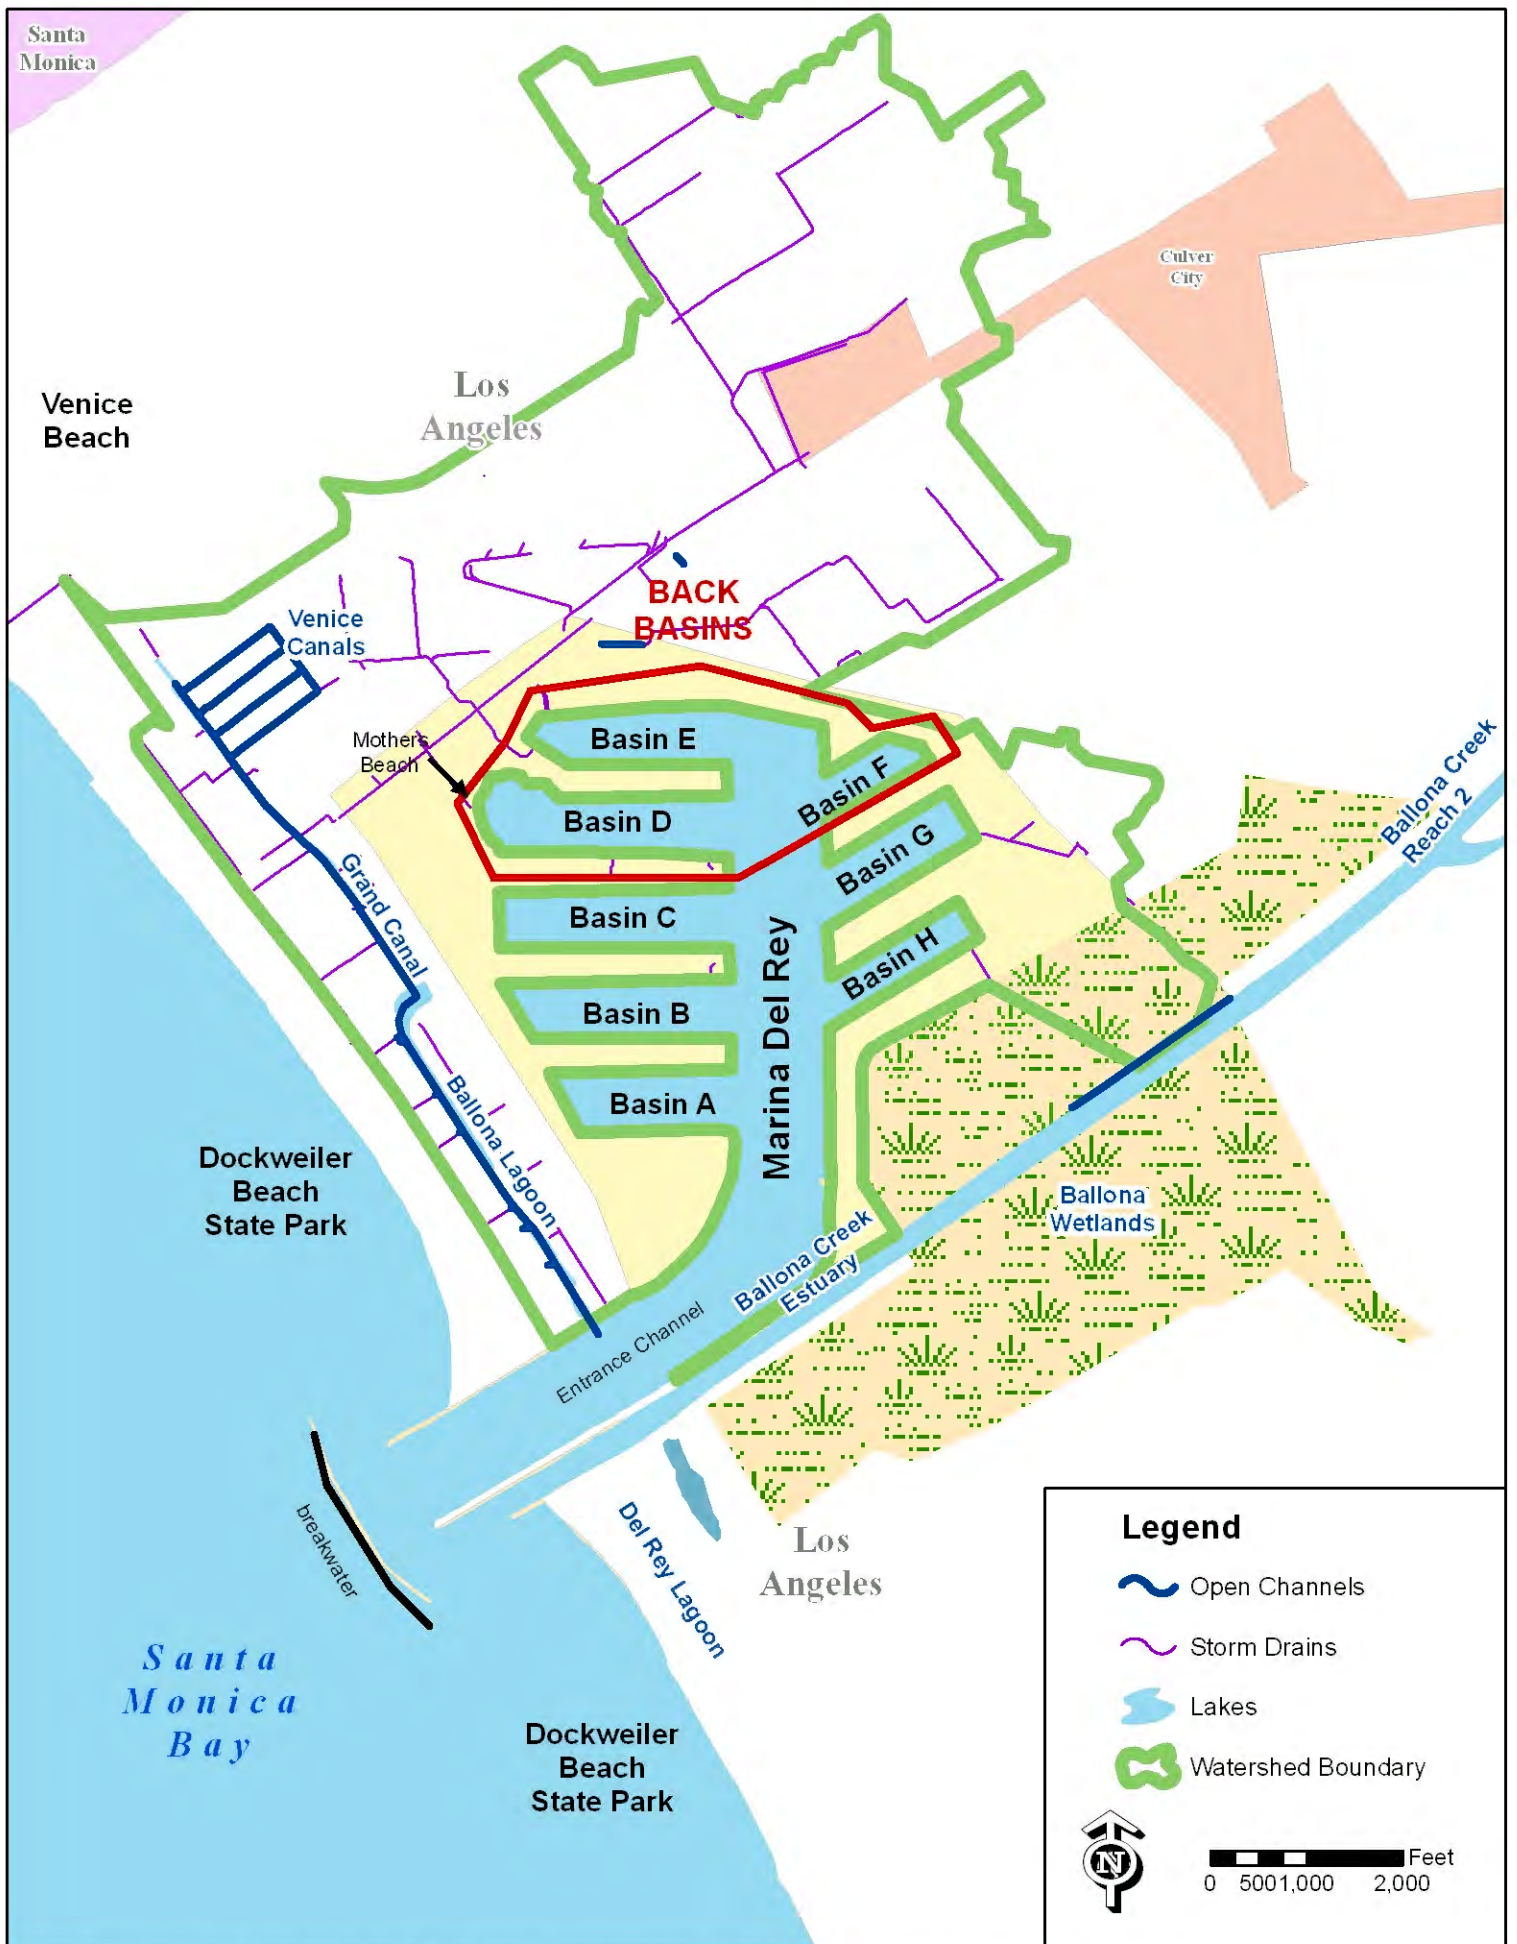 Santa
Monica
Culver
City
Los
Angeles
Venice
Beach
BACK
BASINS
Venice
Canals
Mothers
Beach
Basin E
Basin F
Basin D
Basin G
Basin C
Basin H
Basin B
Basin A
Marina Del Rey
Grand Canal
Ballona Lagoon
Ballona Creek
Reach 2
Dockweiler
Beach
State Park
Ballona
Wetlands
Ballona Creek
Estuary
Entrance Channel
breakwater
Del Rey Lagoon
Los
Angeles
Santa
Monica
Bay
Dockweiler
Beach
State Park
Legend
Open Channels
Storm Drains
Lakes
Watershed Boundary
N
Feet
0 500 1,000 2,000